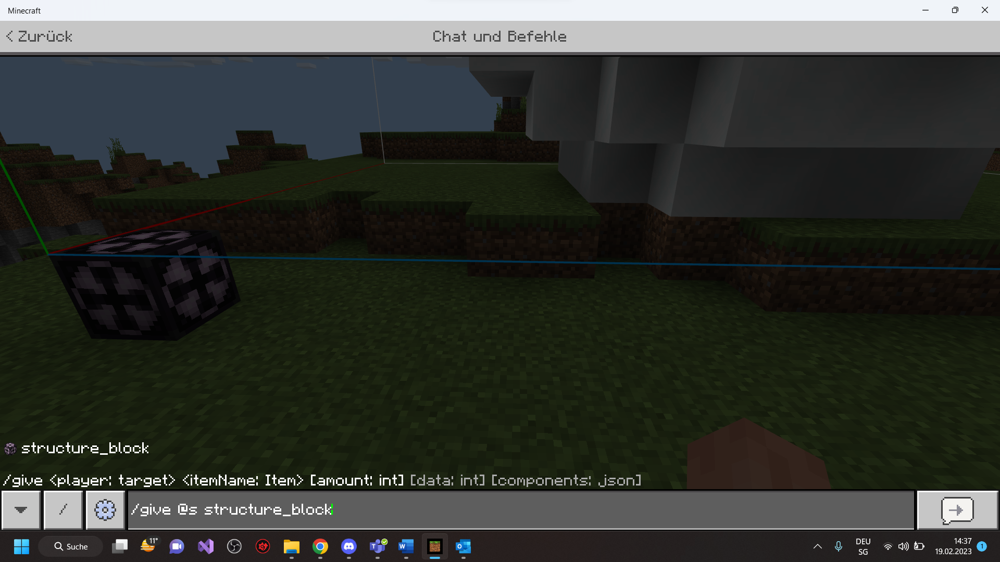 Minecraft
< Zurück
Chat und Befehle
structure_block
/give <player: target> <itemName: Item> [amount: int] [data: int] [components: json]
/
/give @s structure_block
Suche
11°
DEU
SG
14:37
19.02.2023
1